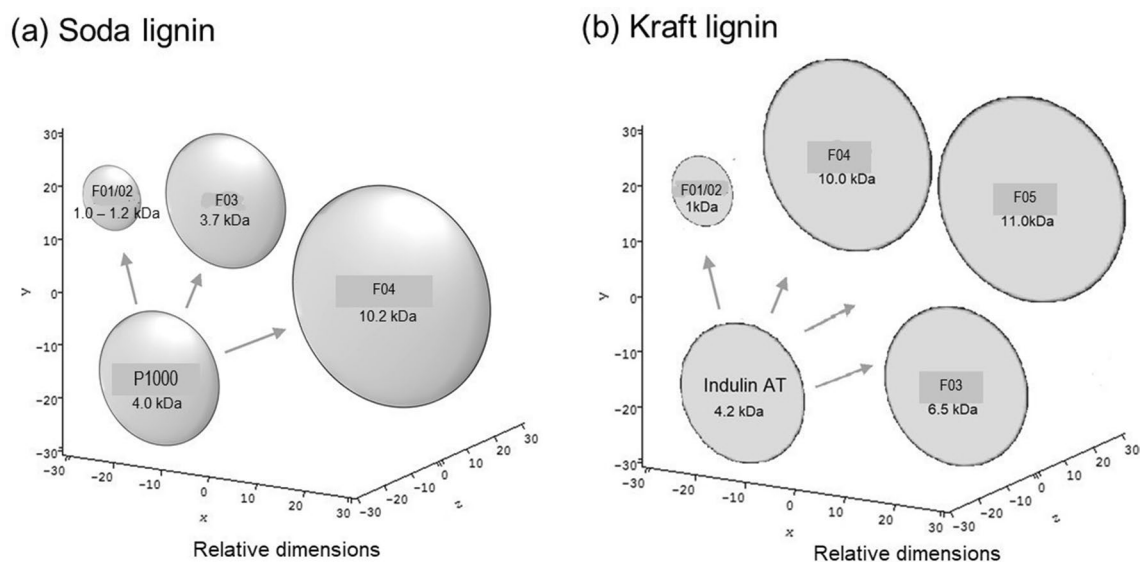 (a) Soda lignin
30
20
10
0
−10
−20
−30
y
F01/02
1.0 – 1.2 kDa
F03
3.7 kDa
F04
10.2 kDa
P1000
4.0 kDa
−30
−20
−10
0
10
20
30
x
−30
−20
−10
0
10
20
30
z
Relative dimensions
(b) Kraft lignin
30
20
10
0
−10
−20
−30
y
F01/02
1kDa
F04
10.0 kDa
F05
11.0kDa
Indulin AT
4.2 kDa
F03
6.5 kDa
−30
−20
−10
0
10
20
30
x
−30
−20
−10
0
10
20
30
z
Relative dimensions